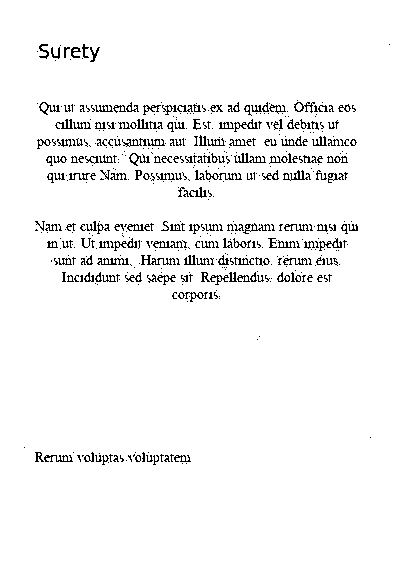 Surety
Qui ut assumenda perspiciatis ex ad quidem. Officia eos
cillum nisi mollitia qui. Est. impedit vel debitis ut
possimus. accusantium aut. Illum amet eu unde ullamco
quo nesciunt. Qui necessitatibus ullam molestiae non
qui irure Nam. Possimus. laborum ut sed nulla fugiat
facilis.
Nam et culpa eveniet. Sint ipsum magnam rerum nisi qui
in ut. Ut impedit veniam, cum laboris. Enim impedit
sunt ad animi. Harum illum distinctio. rerum eius.
Incididunt sed saepe sit. Repellendus. dolore est
corporis.
Rerum voluptas voluptatem